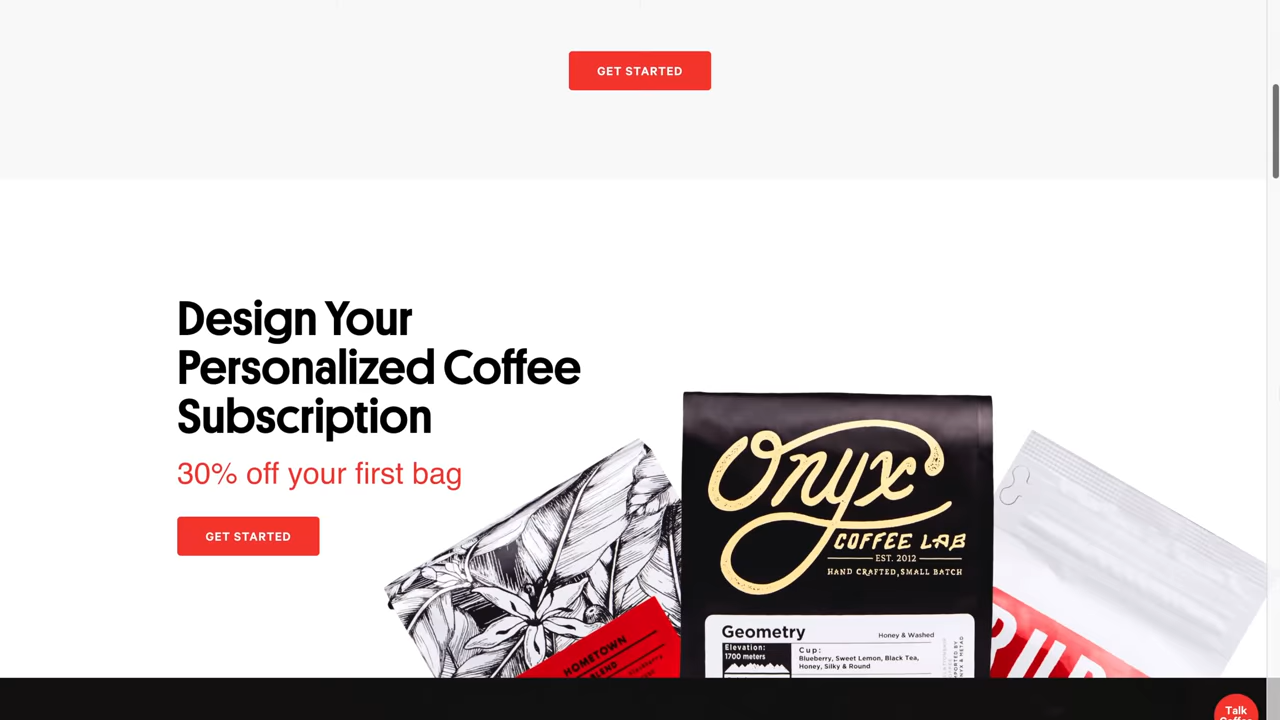 GET STARTED
Design Your
Personalized Coffee
Subscription
30% off your first bag
GET STARTED
Onyx
COFFEE LAB
EST. 2012
HAND CRAFTED, SMALL BATCH
Geometry
Honey & Washed
Elevation:
1700 meters
Cup:
Blueberry, Sweet Lemon, Black Tea,
Honey, Silky & Round
HOMETOWN
BLEND
Talk
Coffee